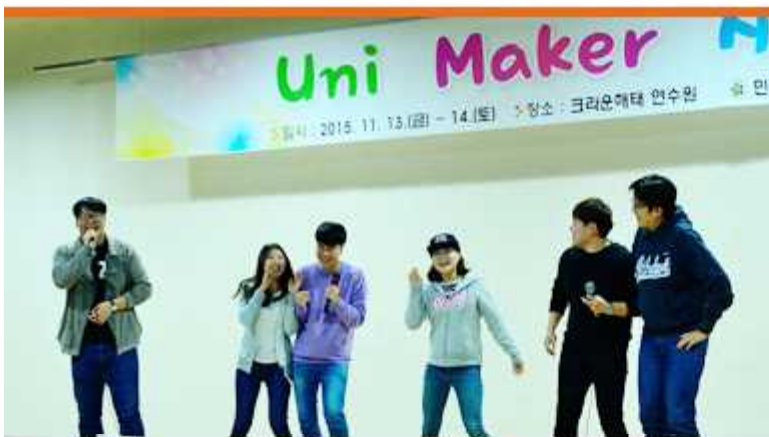 Uni Maker
일시 : 2015. 11. 13.(금) - 14.(토) 장소 : 크라운해태 연수원